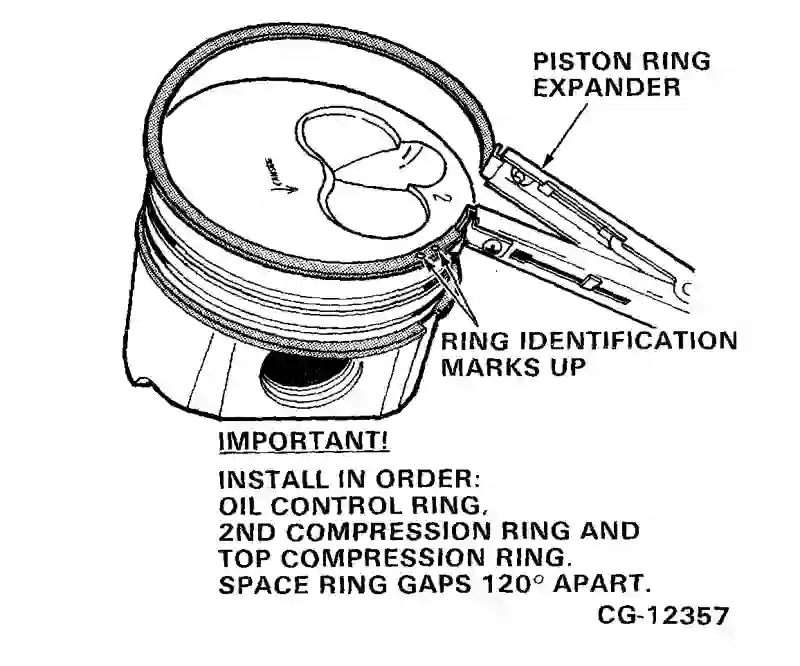 PISTON RING
EXPANDER
2
RING IDENTIFICATION
MARKS UP
IMPORTANT!
INSTALL IN ORDER:
OIL CONTROL RING,
2ND COMPRESSION RING AND
TOP COMPRESSION RING.
SPACE RING GAPS 120° APART.
CG-12357